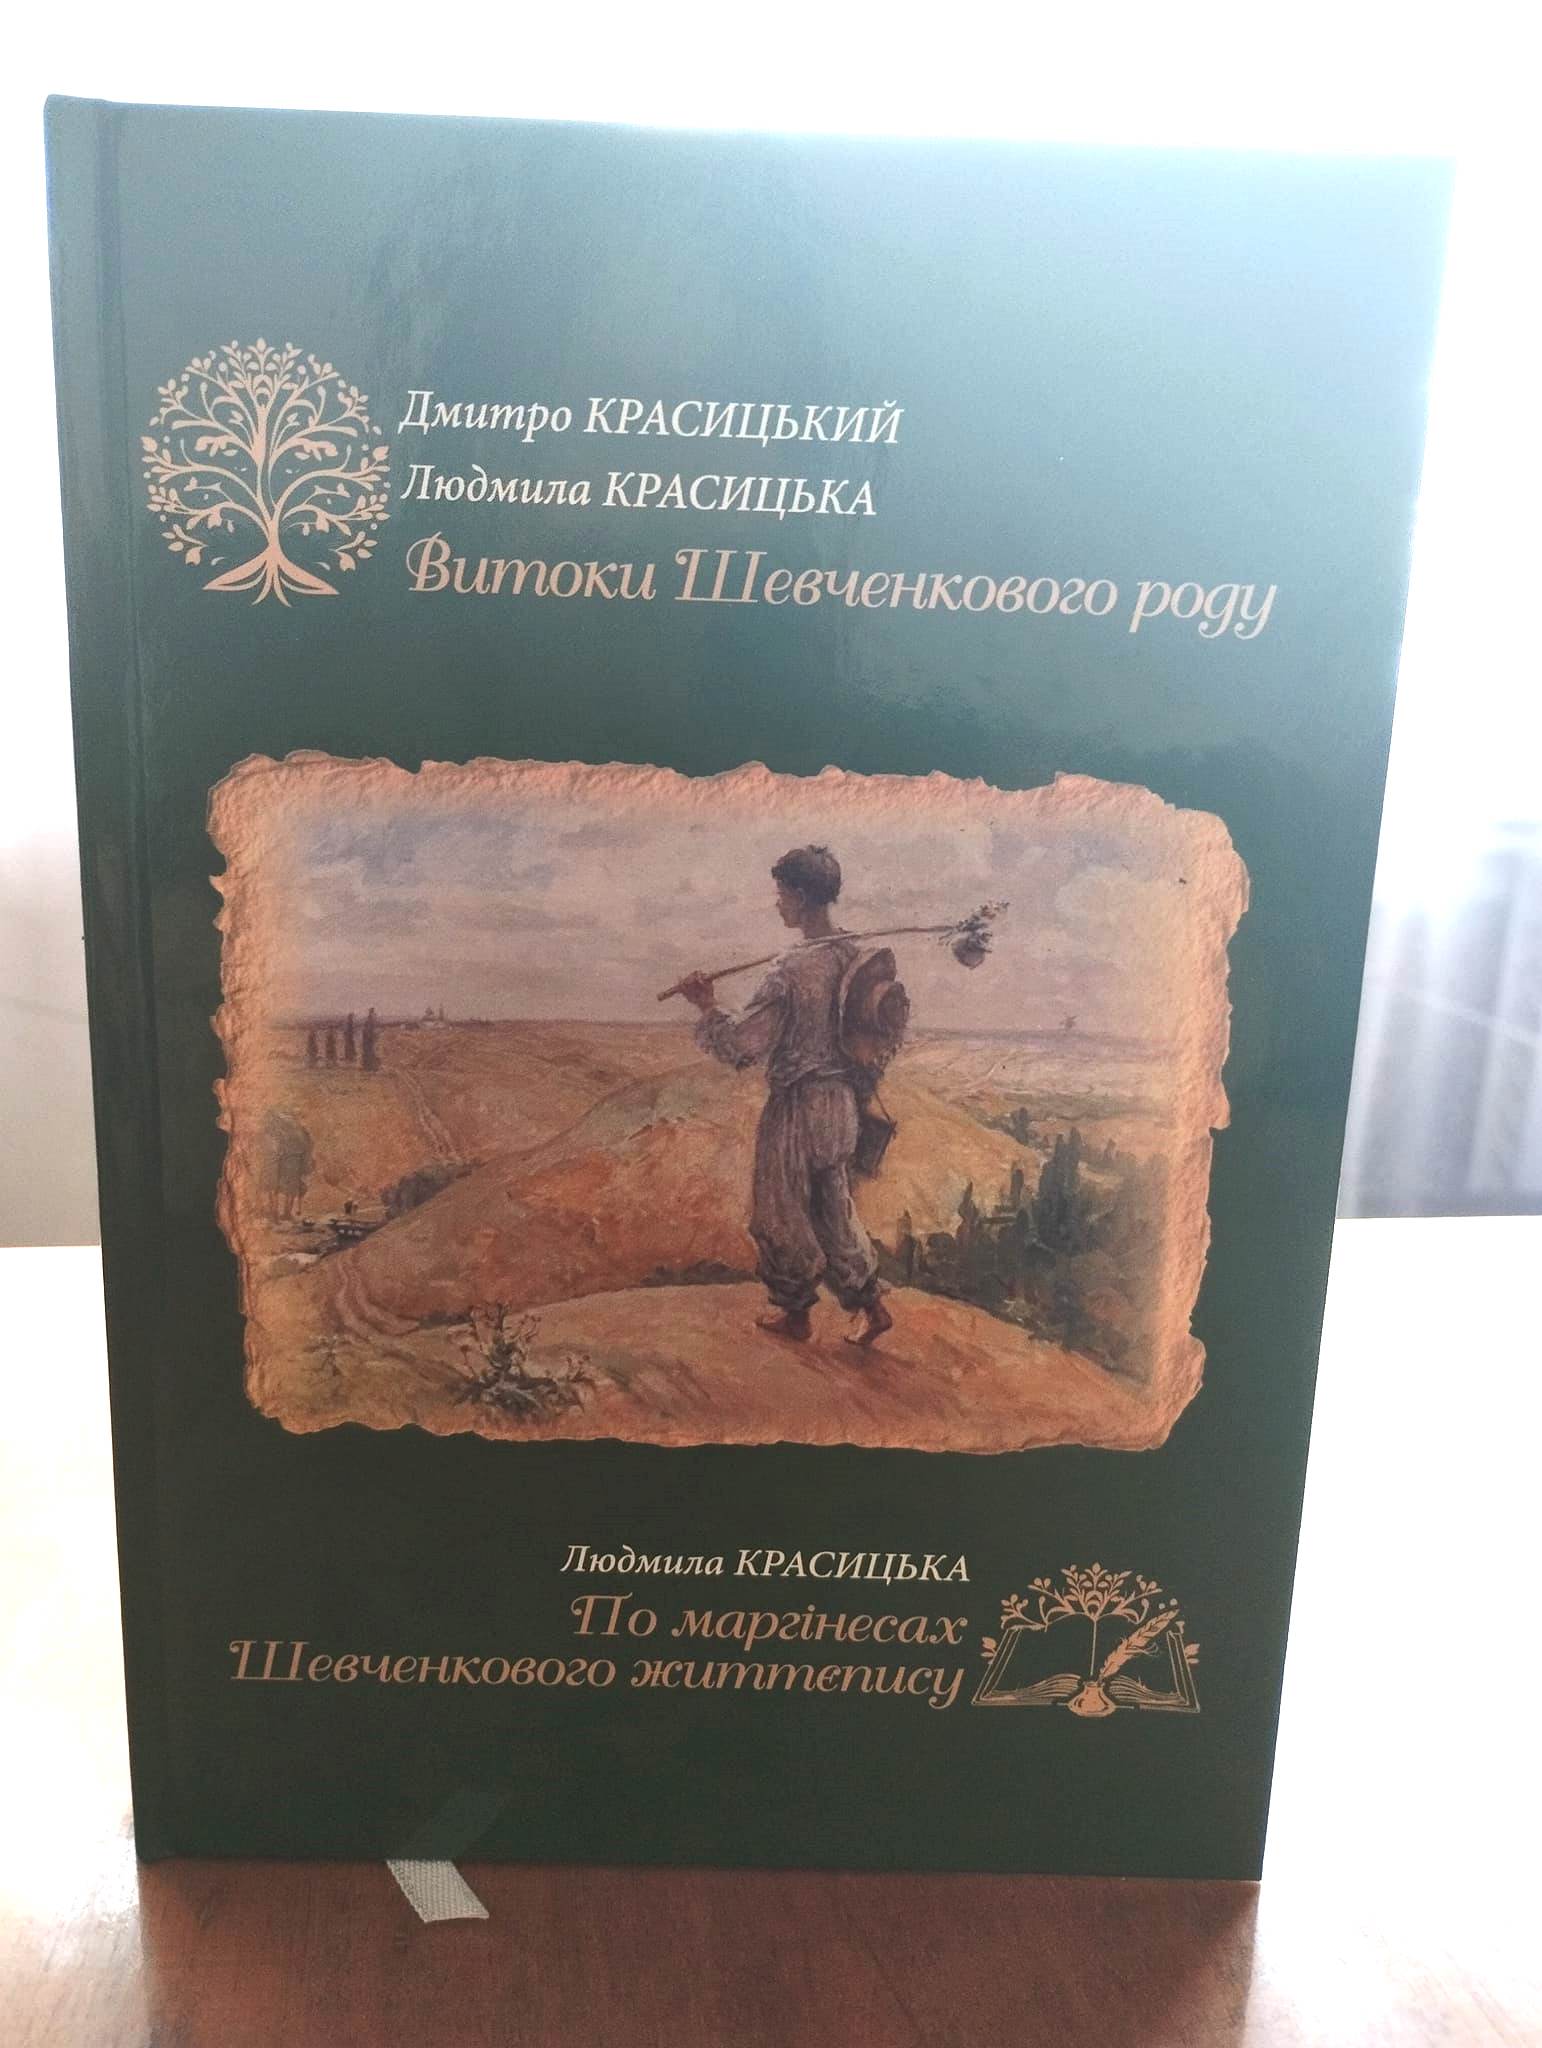 Дмитро КРАСИЦЬКИЙ
Людмила КРАСИЦЬКА
Витоки Шевченкового роду
Людмила КРАСИЦЬКА
По маргінесах
Шевченкового життєпису